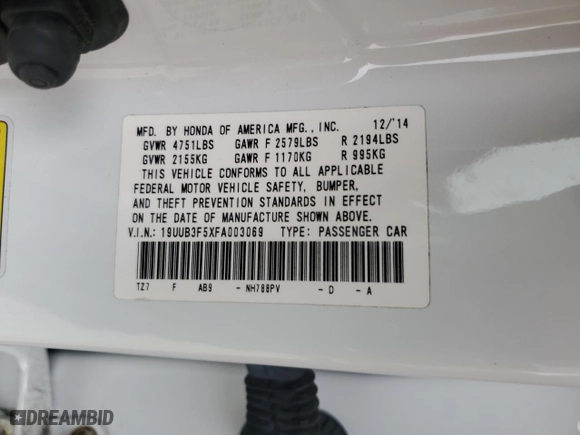 MFD. BY HONDA OF AMERICA MFG., INC. 12/'14
GVWR 4751LBS GAWR F 2579LBS R 2194LBS
GVWR 2155KG GAWR F 1170KG R 995KG
THIS VEHICLE CONFORMS TO ALL APPLICABLE
FEDERAL MOTOR VEHICLE SAFETY, BUMPER,
AND THEFT PREVENTION STANDARDS IN EFFECT
ON THE DATE OF MANUFACTURE SHOWN ABOVE.
V.I.N.: 19UUB3F5XFA003069 TYPE: PASSENGER CAR
TZ7 F AB9 - NH788PV - D - A
DREAMBID